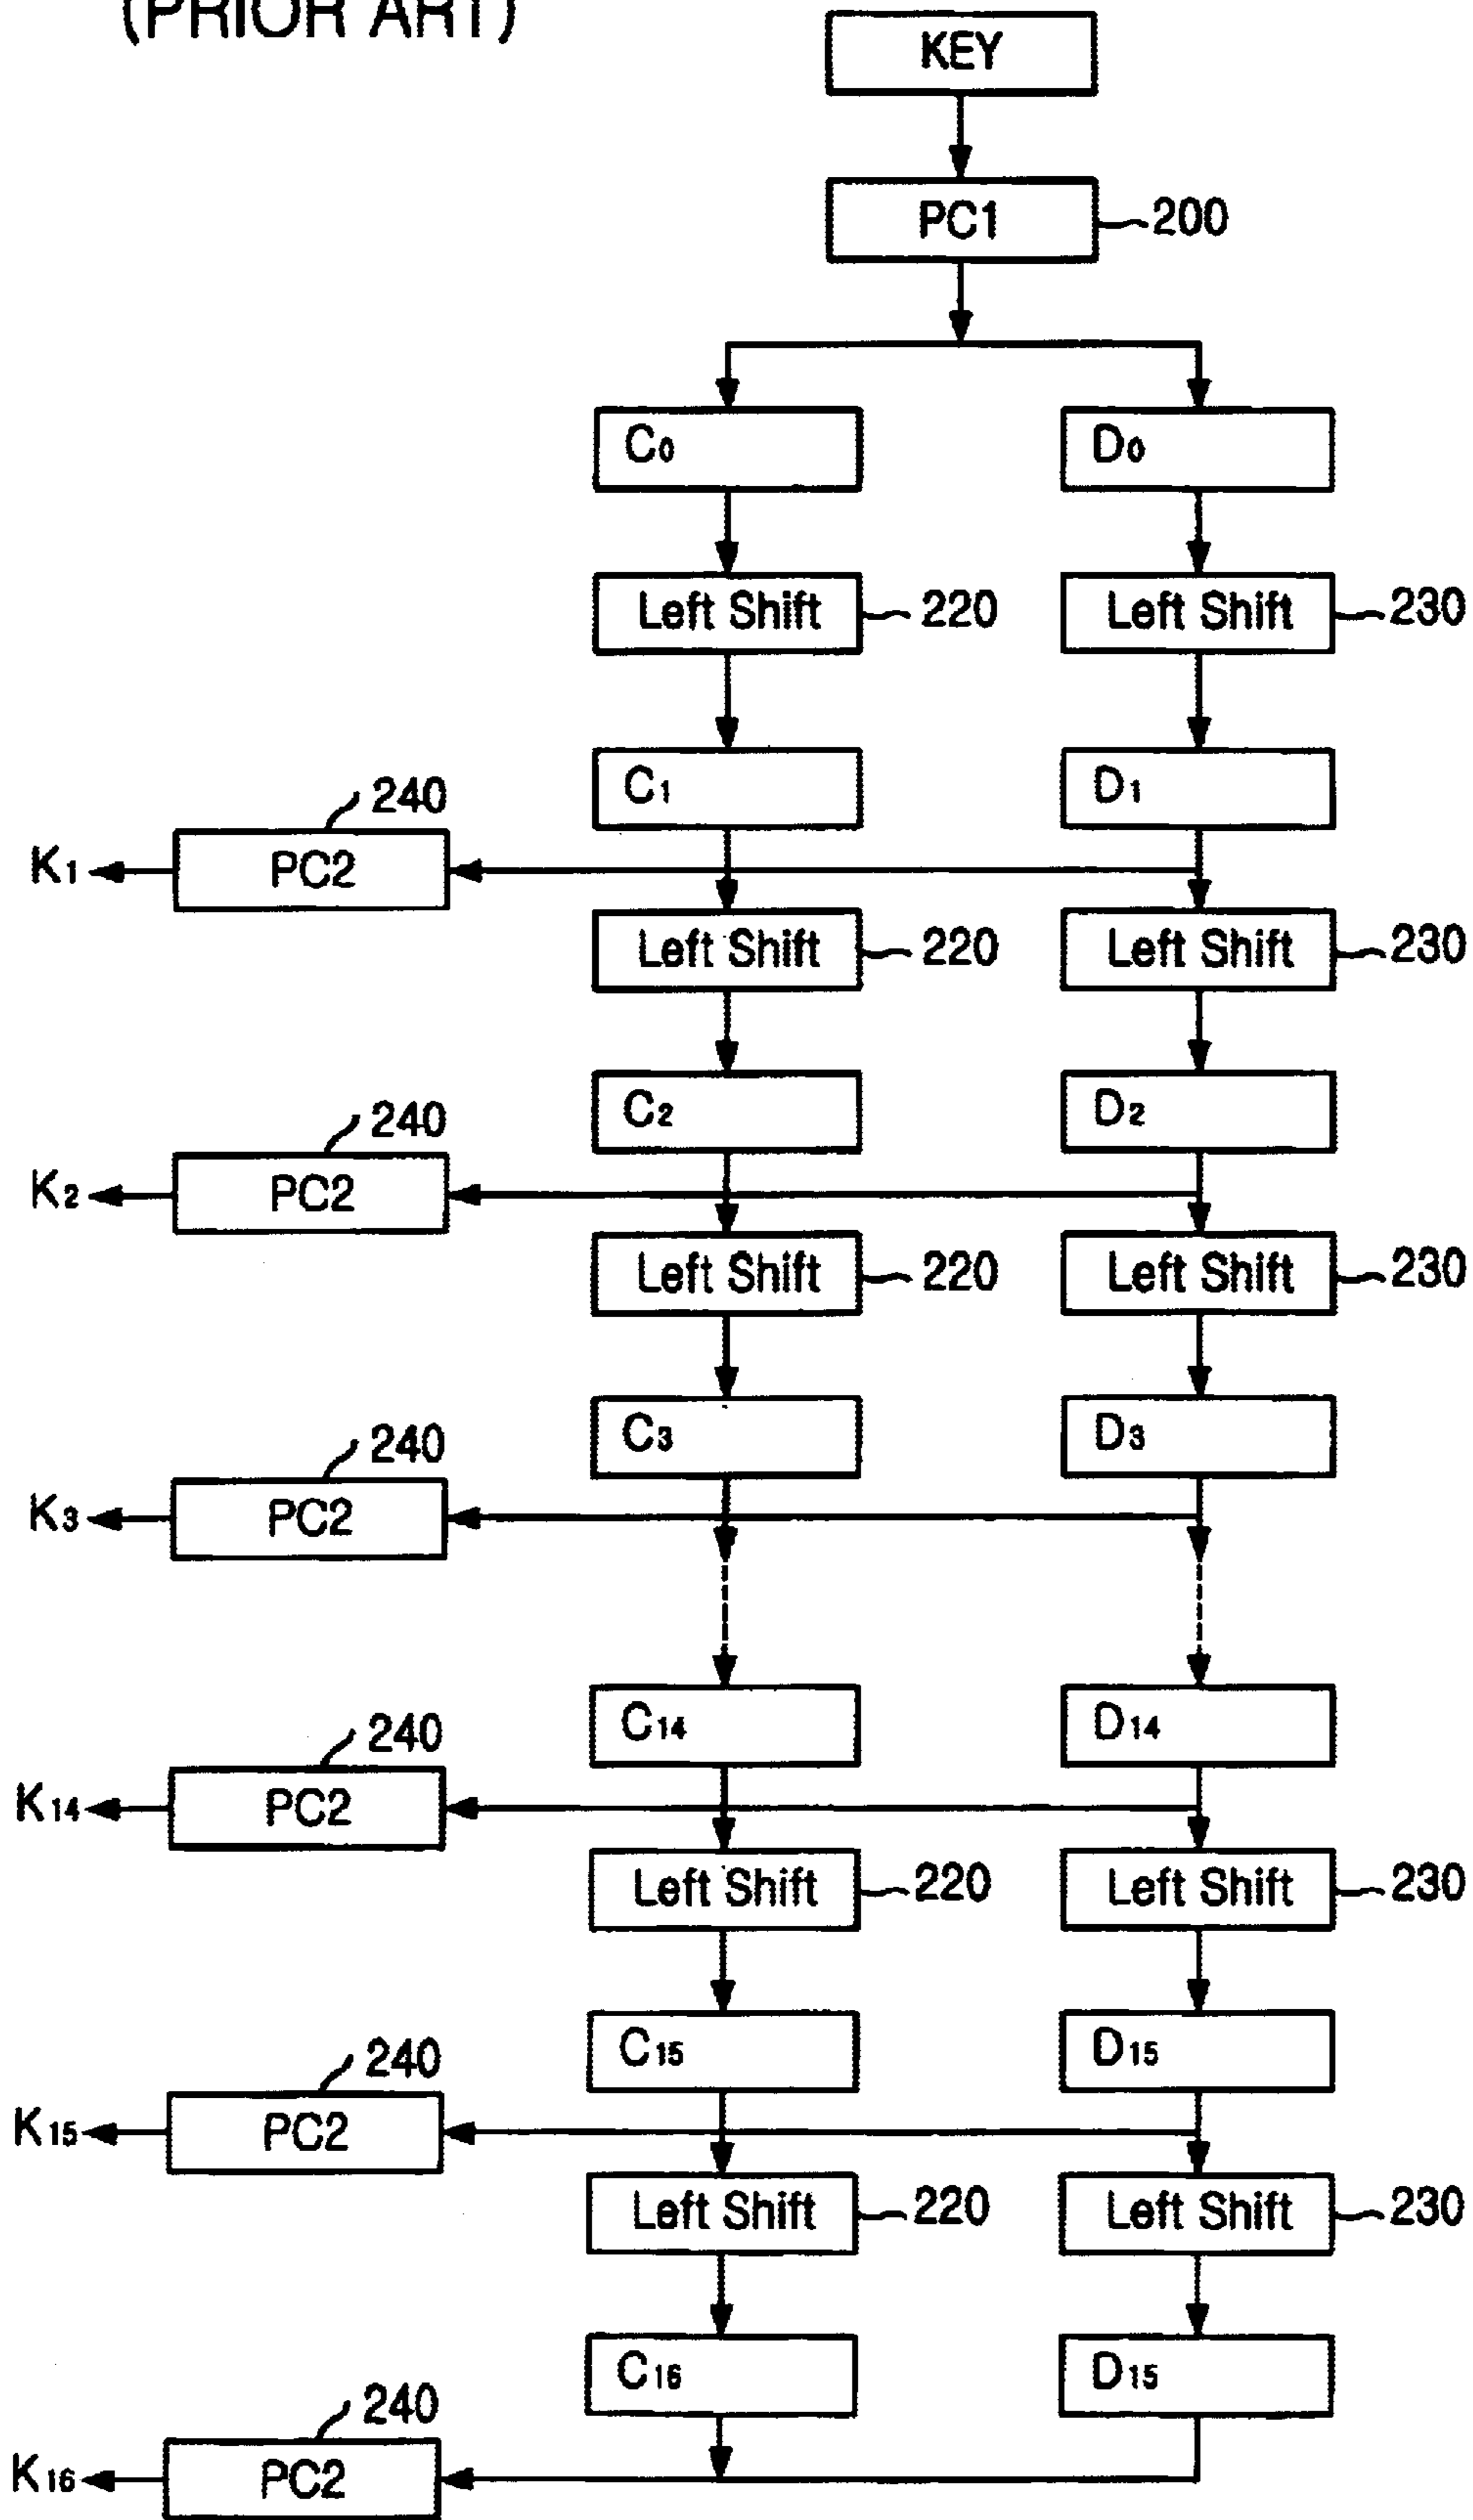 (PRIOR ART)
KEY
PC1 200
C0 D0
Left Shift 220 Left Shift 230
C1 D1
240
K1 PC2
Left Shift 220 Left Shift 230
C2 D2
240
K2 PC2
Left Shift 220 Left Shift 230
C3 D3
240
K3 PC2
C14 D14
240
K14 PC2
Left Shift 220 Left Shift 230
C15 D15
240
K15 PC2
Left Shift 220 Left Shift 230
C16 D15
240
K16 PC2